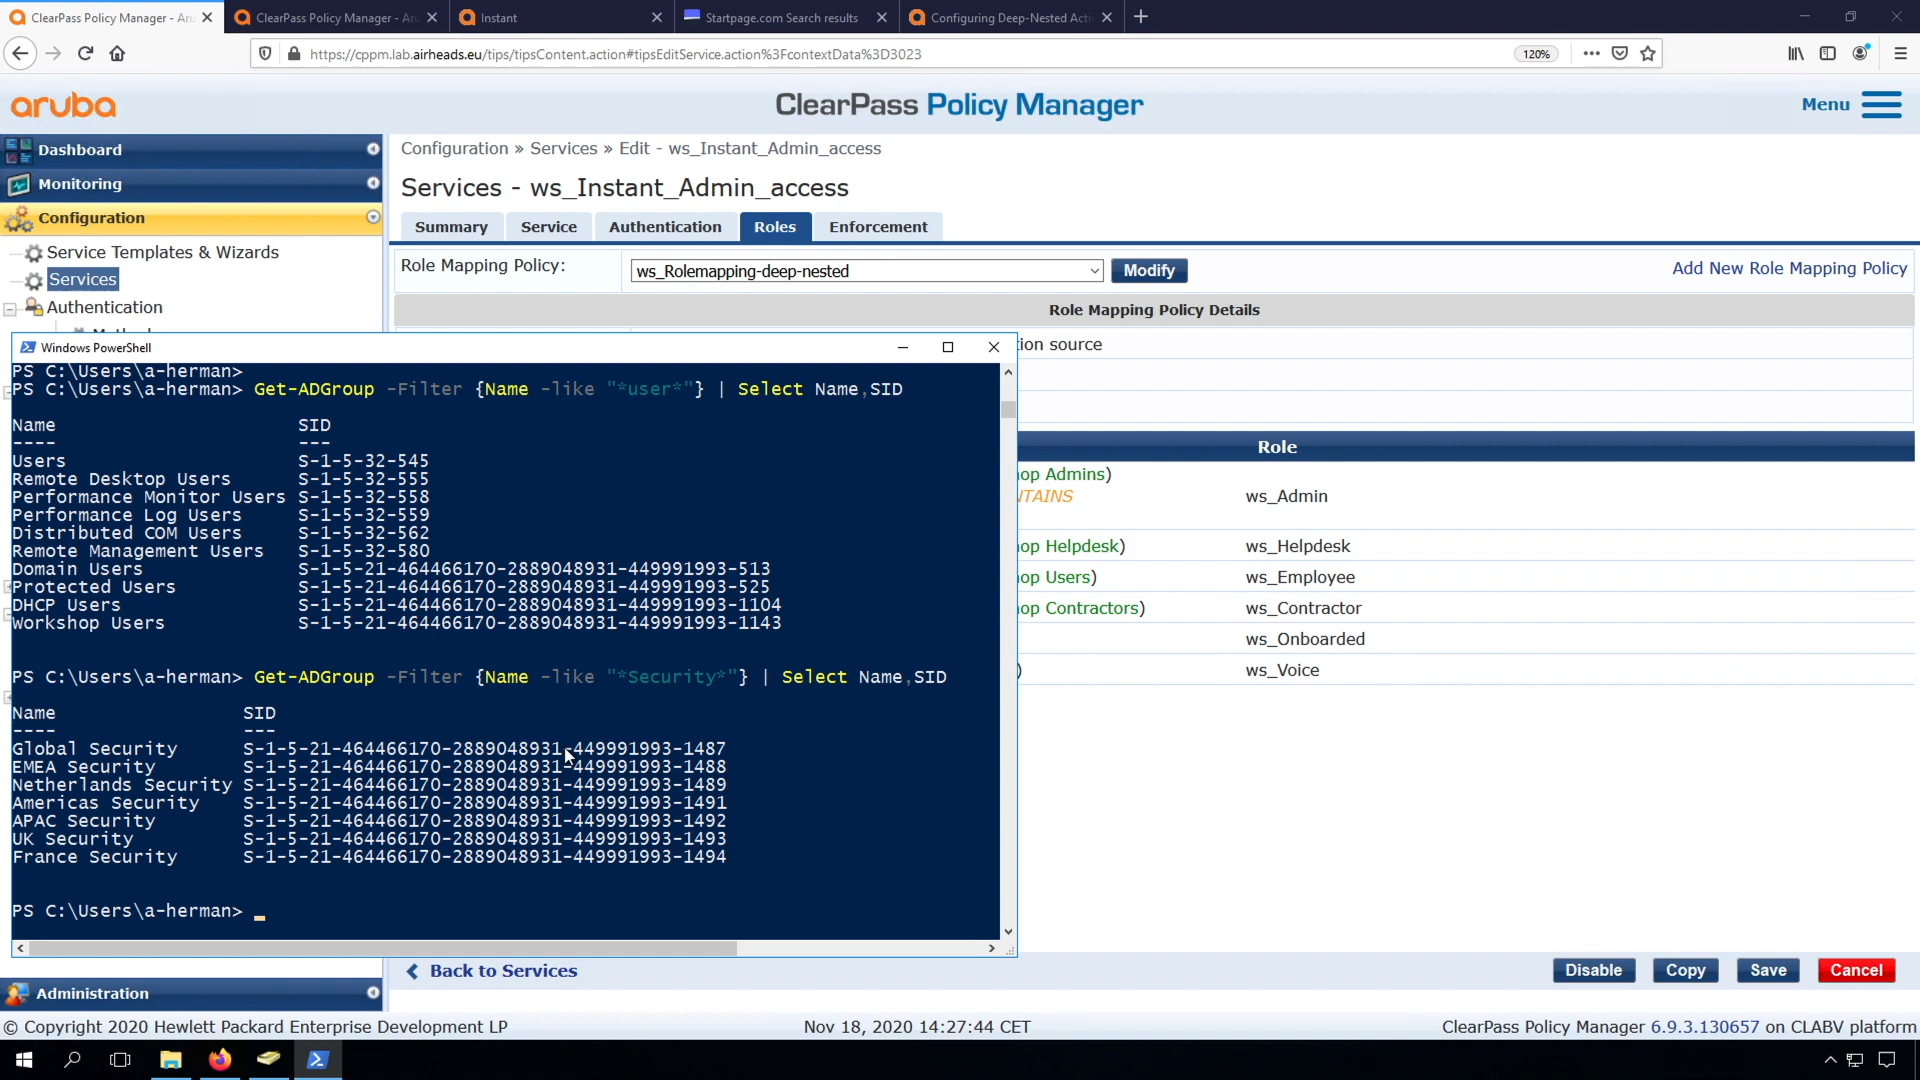 ClearPass Policy Manager - Aru
ClearPass Policy Manager - Aru
Instant
Startpage.com Search results
Configuring Deep-Nested Acti
https://cppm.lab.airheads.eu/tips/tipsContent.action#tipsEditService.action%3FcontextData%3D3023
120%
aruba
ClearPass Policy Manager
Menu
Dashboard
Monitoring
Configuration
Service Templates & Wizards
Services
Authentication
Configuration » Services » Edit - ws_Instant_Admin_access
Services - ws_Instant_Admin_access
Summary Service Authentication Roles Enforcement
Role Mapping Policy: ws_Rolemapping-deep-nested Modify Add New Role Mapping Policy
Role Mapping Policy Details
ion source
Role
op Admins)
TAINS ws_Admin
op Helpdesk) ws_Helpdesk
op Users) ws_Employee
op Contractors) ws_Contractor
ws_Onboarded
) ws_Voice
Windows PowerShell
PS C:\Users\a-herman>
PS C:\Users\a-herman> Get-ADGroup -Filter {Name -like "*user*"} | Select Name,SID
Name SID
---- ---
Users S-1-5-32-545
Remote Desktop Users S-1-5-32-555
Performance Monitor Users S-1-5-32-558
Performance Log Users S-1-5-32-559
Distributed COM Users S-1-5-32-562
Remote Management Users S-1-5-32-580
Domain Users S-1-5-21-464466170-2889048931-449991993-513
Protected Users S-1-5-21-464466170-2889048931-449991993-525
DHCP Users S-1-5-21-464466170-2889048931-449991993-1104
Workshop Users S-1-5-21-464466170-2889048931-449991993-1143
PS C:\Users\a-herman> Get-ADGroup -Filter {Name -like "*Security*"} | Select Name,SID
Name SID
---- ---
Global Security S-1-5-21-464466170-2889048931-449991993-1487
EMEA Security S-1-5-21-464466170-2889048931-449991993-1488
Netherlands Security S-1-5-21-464466170-2889048931-449991993-1489
Americas Security S-1-5-21-464466170-2889048931-449991993-1491
APAC Security S-1-5-21-464466170-2889048931-449991993-1492
UK Security S-1-5-21-464466170-2889048931-449991993-1493
France Security S-1-5-21-464466170-2889048931-449991993-1494
PS C:\Users\a-herman>
Back to Services
Disable Copy Save Cancel
Administration
© Copyright 2020 Hewlett Packard Enterprise Development LP Nov 18, 2020 14:27:44 CET ClearPass Policy Manager 6.9.3.130657 on CLABV platform